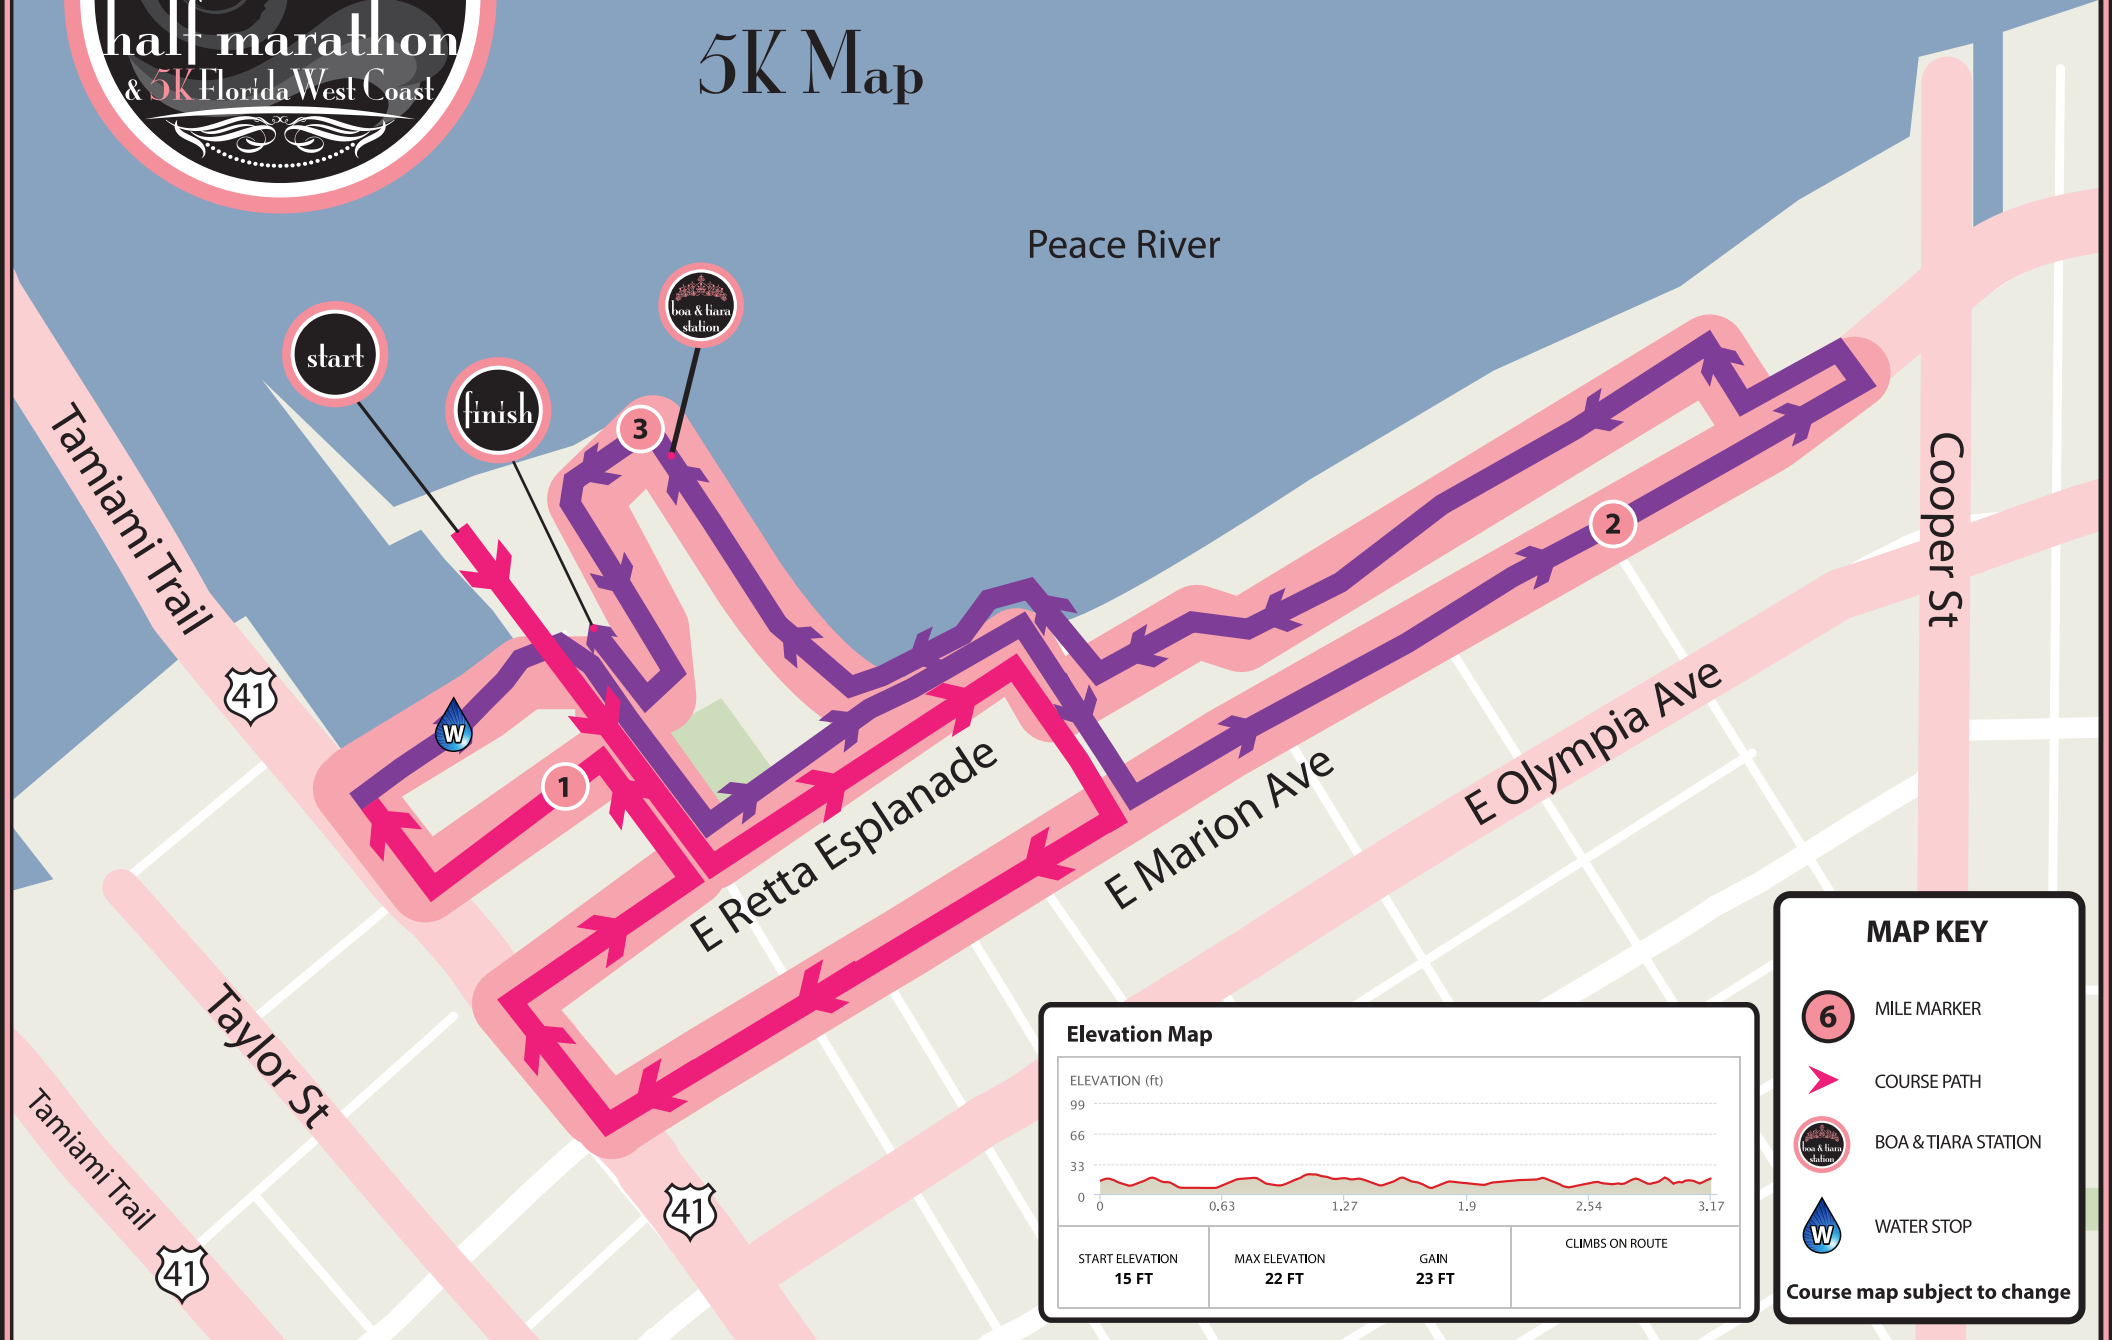 half marathon
& 5K Florida West Coast
5K Map
Peace River
boa & tiara
station
start
finish
3
2
1
W
Tamiami Trail
41
Cooper St
E Retta Esplanade
E Marion Ave
E Olympia Ave
Taylor St
Tamiami Trail
41
41
Elevation Map
ELEVATION (ft)
99
66
33
0
0 0.63 1.27 1.9 2.54 3.17
START ELEVATION
15 FT
MAX ELEVATION
22 FT
GAIN
23 FT
CLIMBS ON ROUTE
MAP KEY
6 MILE MARKER
COURSE PATH
boa & tiara
station
BOA & TIARA STATION
W WATER STOP
Course map subject to change